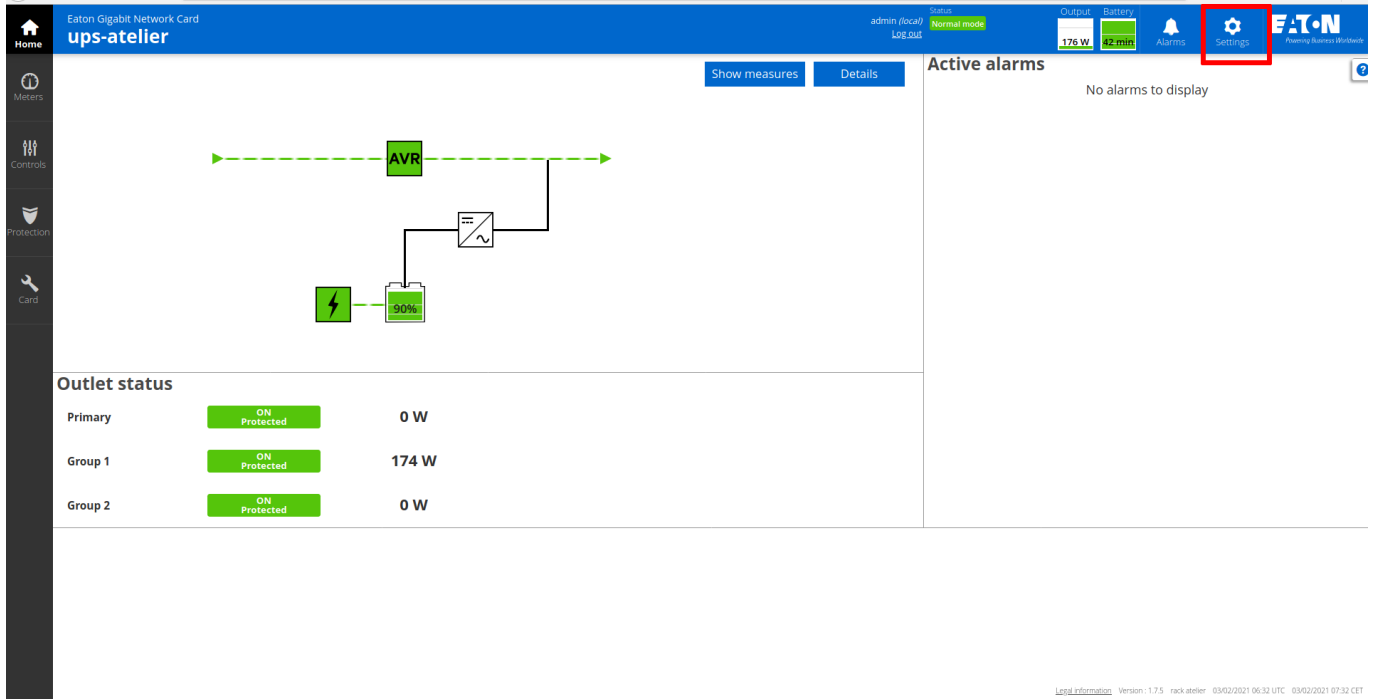 Eaton Gigabit Network Card
ups-atelier
admin (local)
Log out
Status
Normal mode
Output
176 W
Battery
42 min
Alarms
Settings
EATON
Powering Business Worldwide
Home
Meters
Controls
Protection
Card
Show measures
Details
AVR
90%
Active alarms
?
No alarms to display
Outlet status
Primary
ON
Protected
0 W
Group 1
ON
Protected
174 W
Group 2
ON
Protected
0 W
Legal information Version : 1.7.5 rack atelier 03/02/2021 06:32 UTC 03/02/2021 07:32 CET